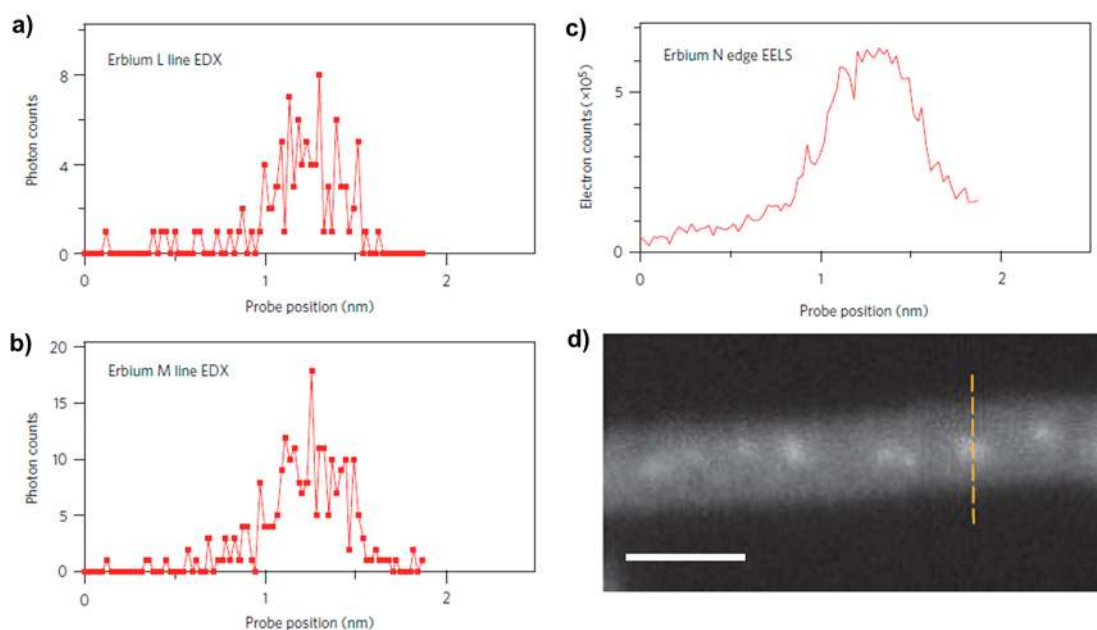 a)
Erbium L line EDX
Photon counts
8
4
0
0
1
2
Probe position (nm)
b)
Erbium M line EDX
Photon counts
20
15
10
5
0
0
1
2
Probe position (nm)
c)
Erbium N edge EELS
Electron counts (×10⁵)
5
0
0
1
2
Probe position (nm)
d)